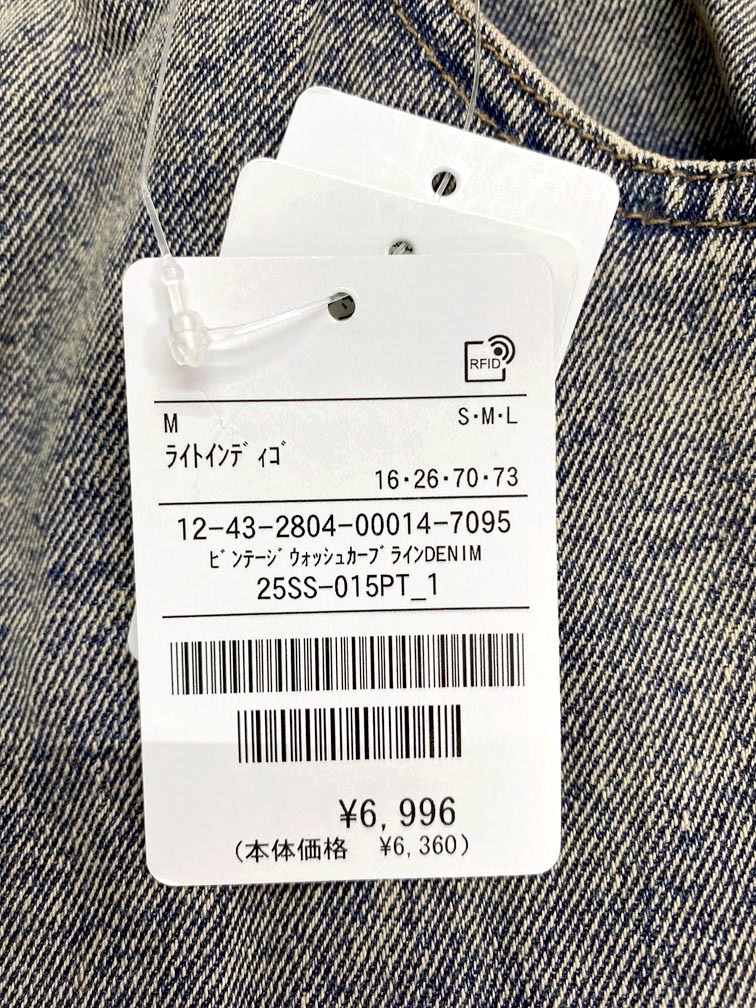 RFID
M
S・M・L
ﾗｲﾄｲﾝﾃﾞｨｺﾞ
16・26・70・73
12-43-2804-00014-7095
ﾋﾞﾝﾃｰｼﾞｳｫｯｼｭｶｰﾌﾞﾗｲﾝDENIM
25SS-015PT_1
¥6,996
(本体価格 ¥6,360)